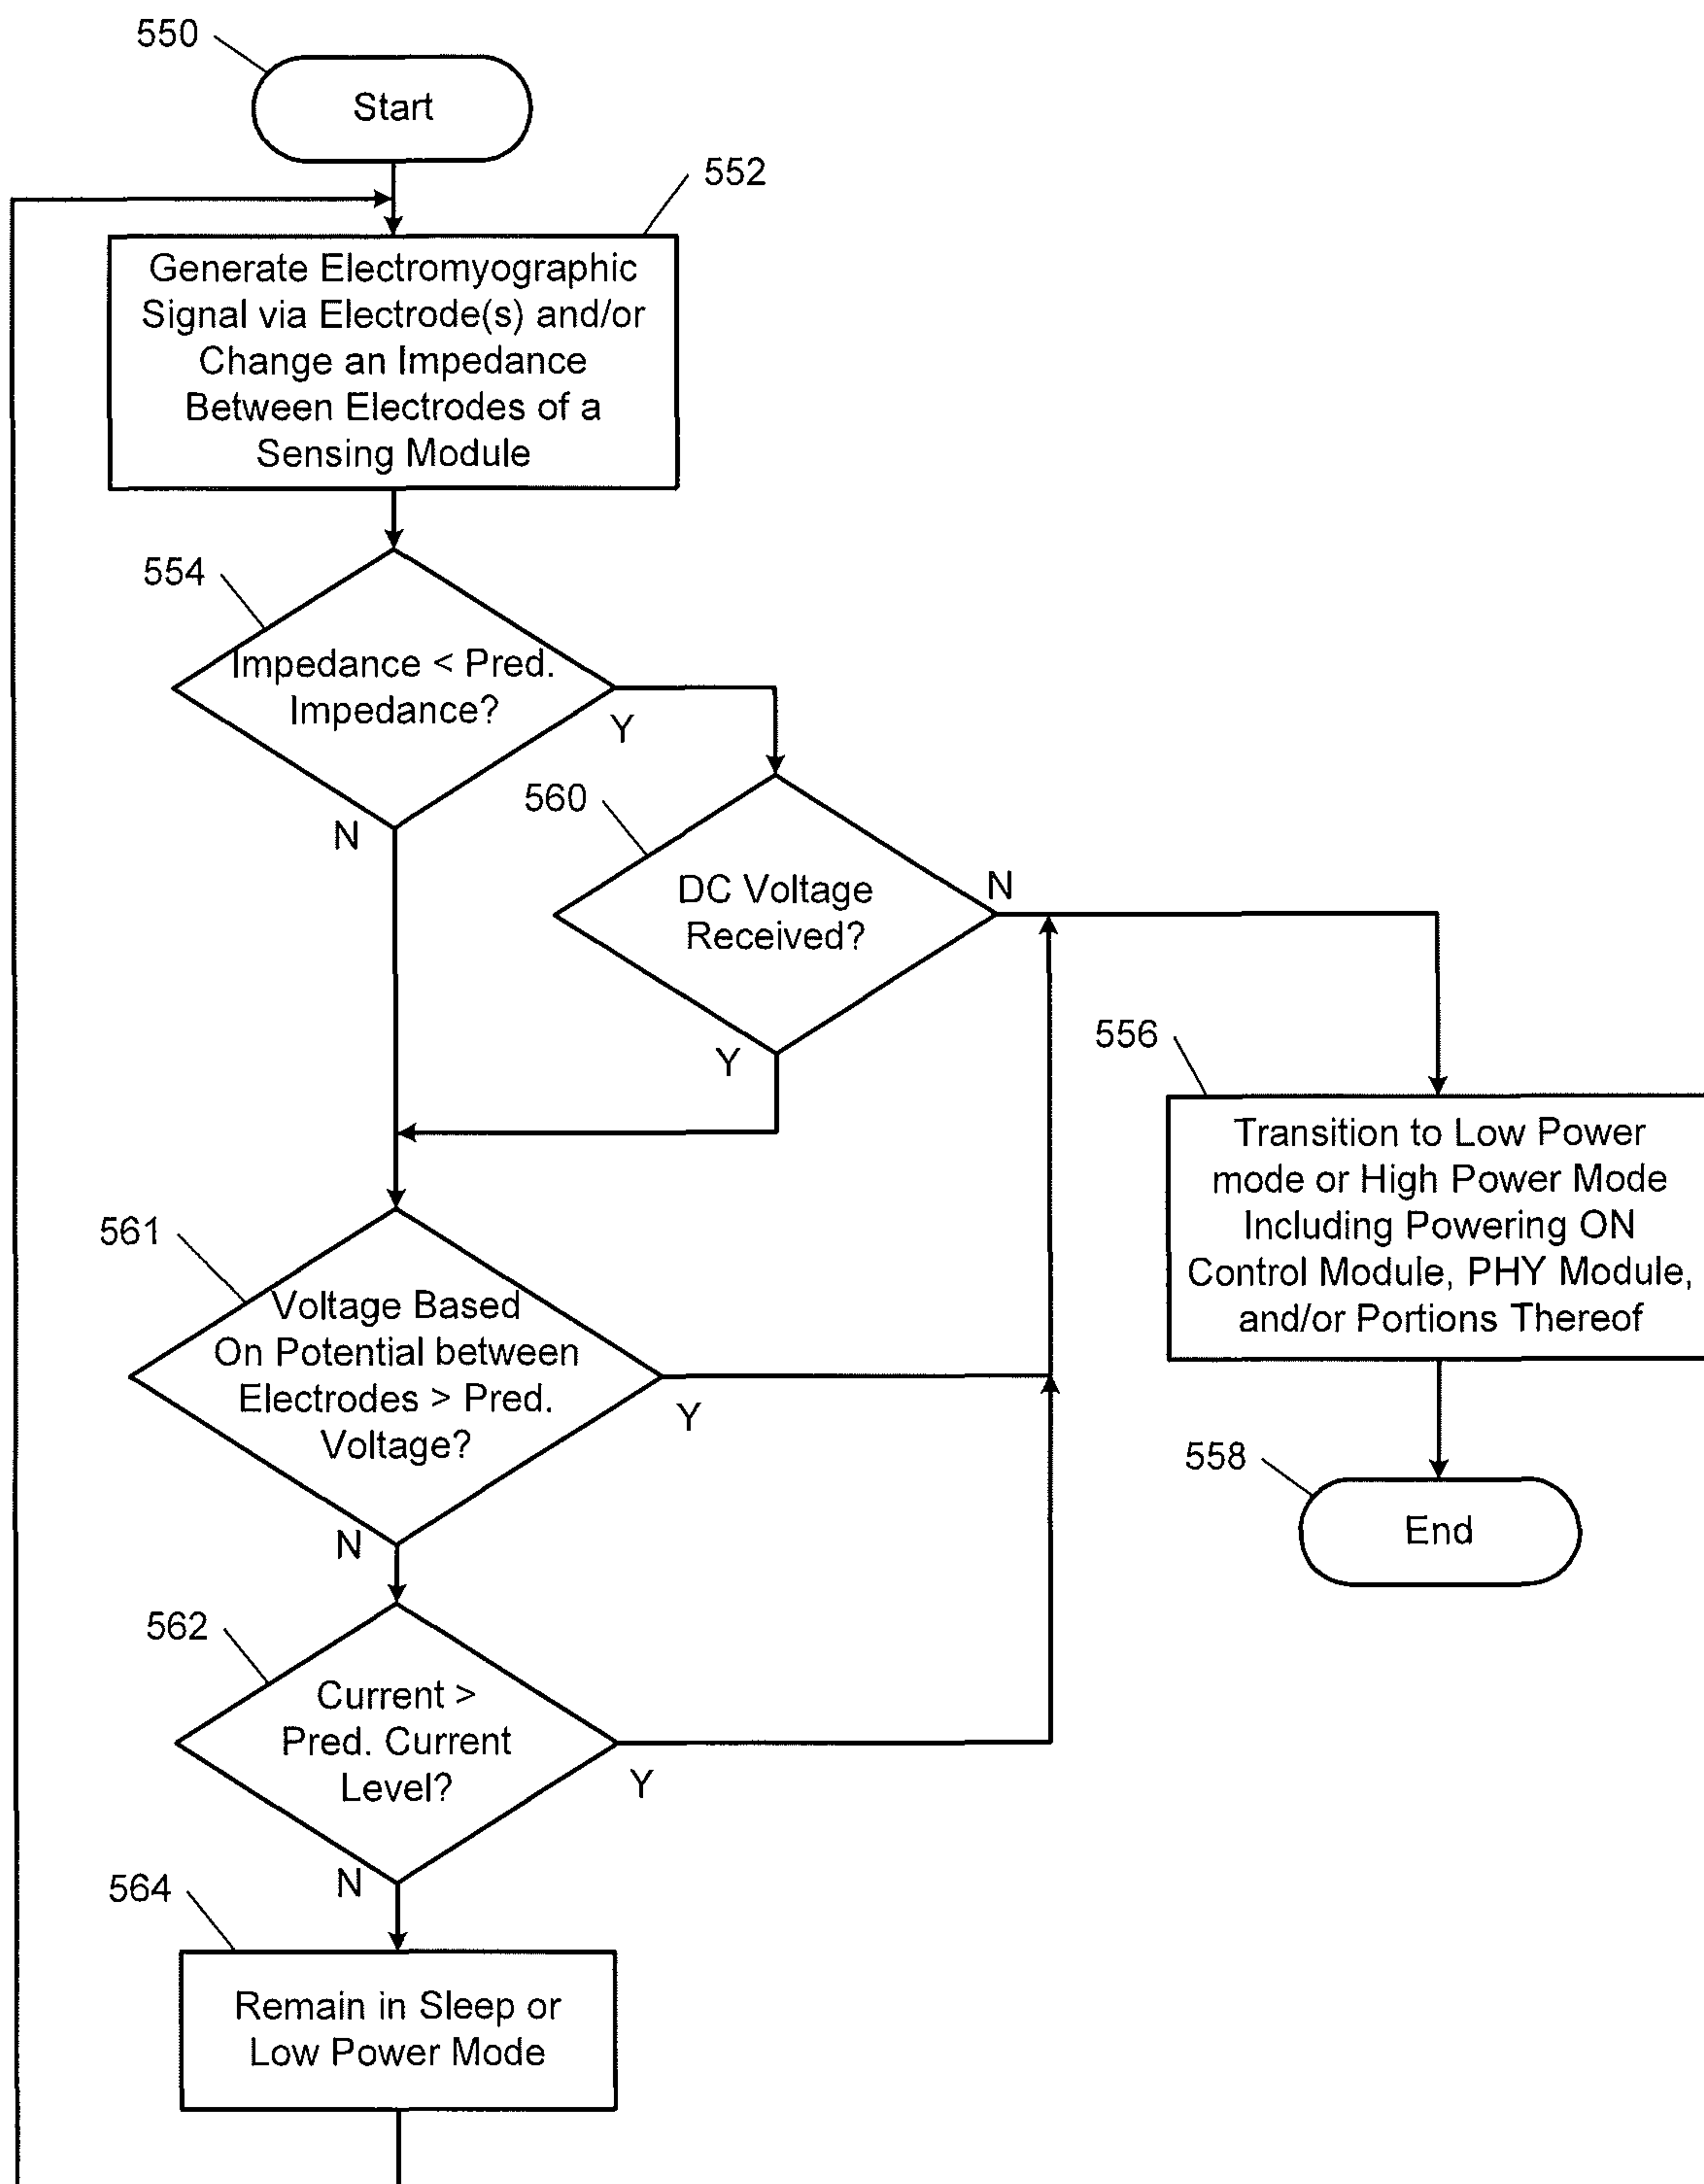 550
Start
552
Generate Electromyographic
Signal via Electrode(s) and/or
Change an Impedance
Between Electrodes of a
Sensing Module
554
Impedance < Pred.
Impedance?
Y
N
560
DC Voltage
Received?
N
Y
556
Transition to Low Power
mode or High Power Mode
Including Powering ON
Control Module, PHY Module,
and/or Portions Thereof
558
End
561
Voltage Based
On Potential between
Electrodes > Pred.
Voltage?
Y
N
562
Current >
Pred. Current
Level?
Y
N
564
Remain in Sleep or
Low Power Mode